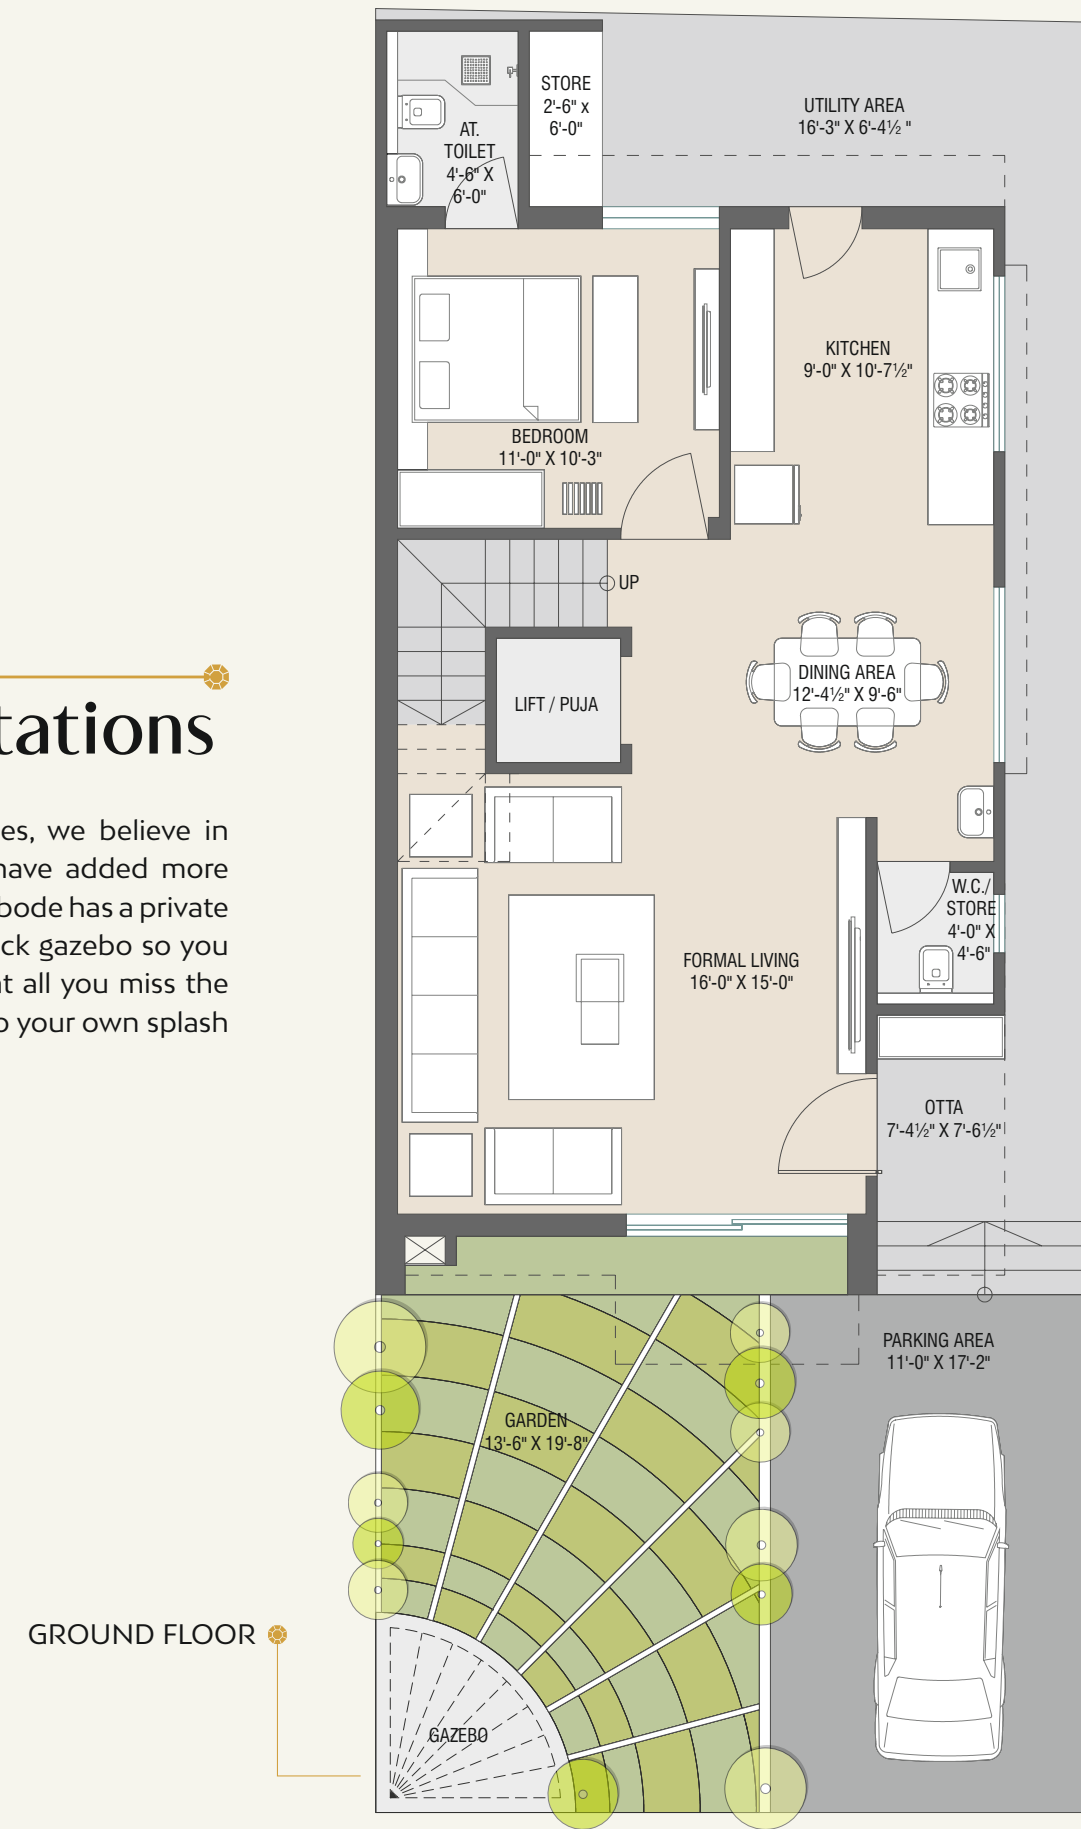 tations
es, we believe in
have added more
bode has a private
ck gazebo so you
t all you miss the
o your own splash
GROUND FLOOR
AT.
TOILET
4'-6" X
6'-0"
STORE
2'-6" x
6'-0"
UTILITY AREA
16'-3" X 6'-4½ "
BEDROOM
11'-0" X 10'-3"
KITCHEN
9'-0" X 10'-7½"
UP
LIFT / PUJA
DINING AREA
12'-4½" X 9'-6"
W.C./
STORE
4'-0" X
4'-6"
FORMAL LIVING
16'-0" X 15'-0"
OTTA
7'-4½" X 7'-6½"
PARKING AREA
11'-0" X 17'-2"
GARDEN
13'-6" X 19'-8"
GAZEBO